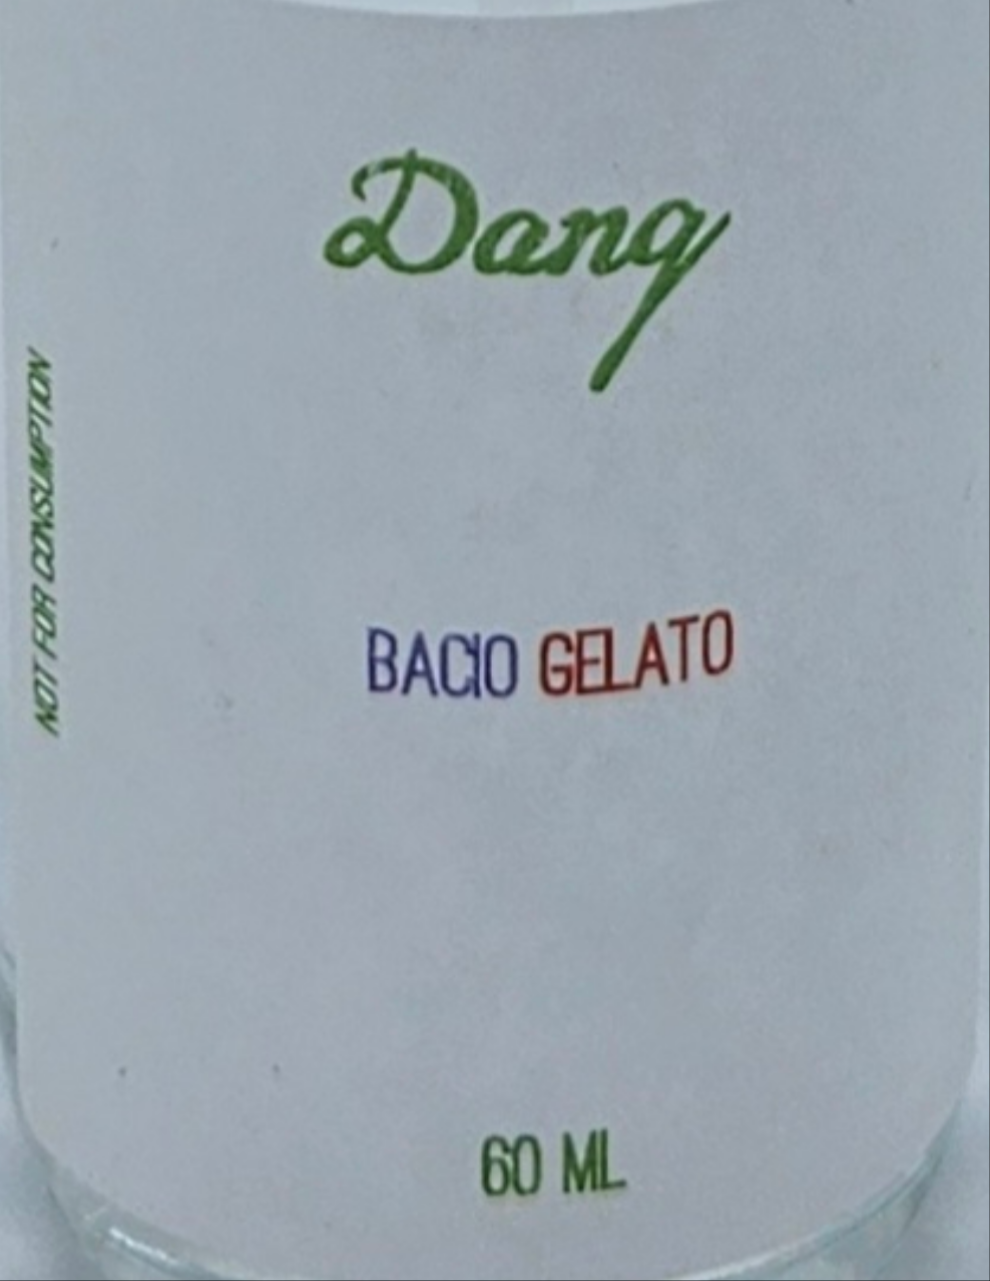 Dang
NOT FOR CONSUMPTION
BACIO GELATO
60 ML